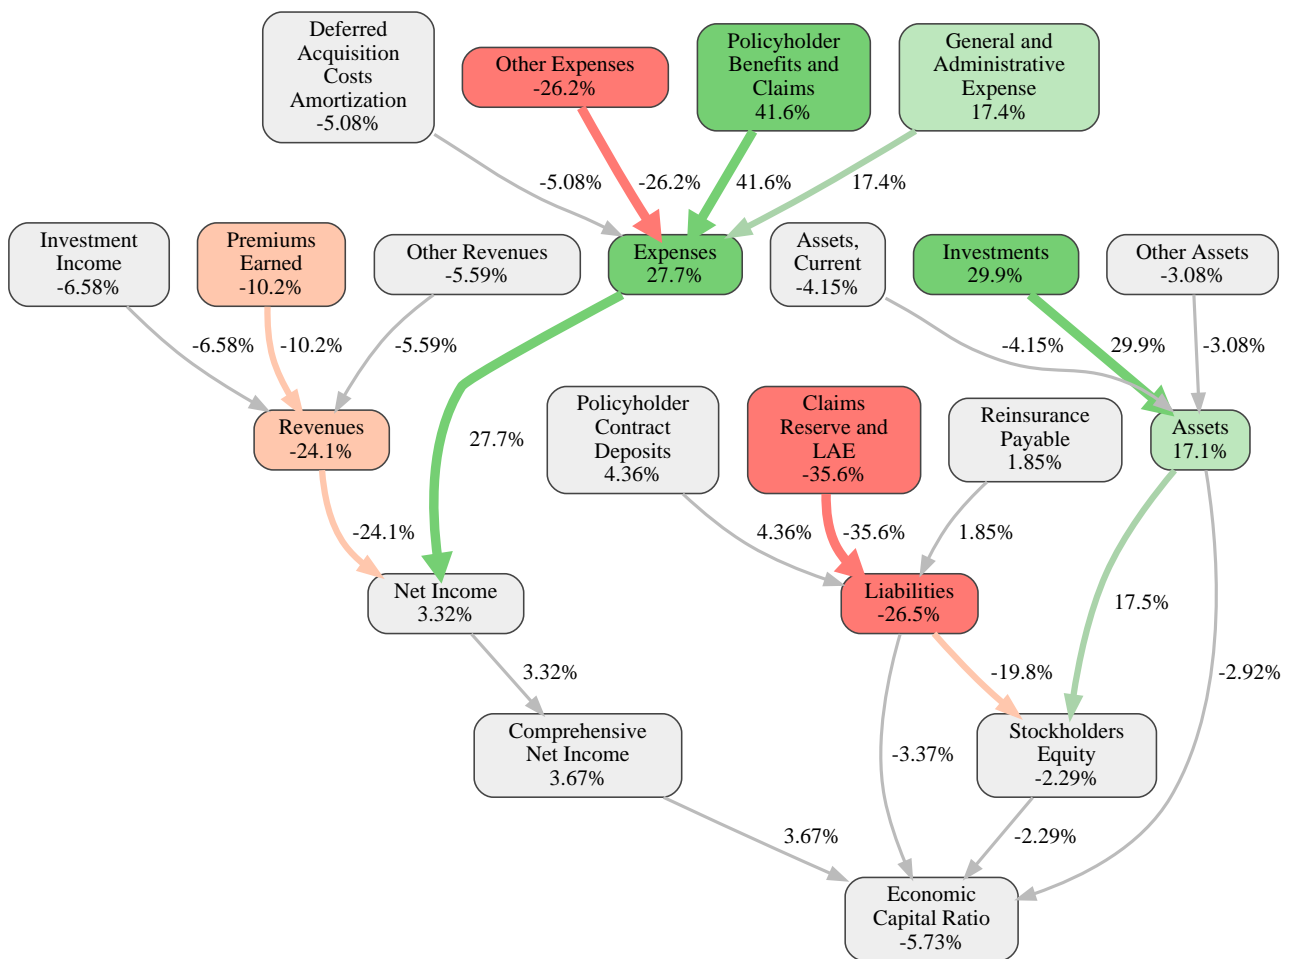 Deferred
Acquisition
Costs
Amortization
-5.08%
Other Expenses
-26.2%
Policyholder
Benefits and
Claims
41.6%
General and
Administrative
Expense
17.4%
-5.08%
-26.2%
41.6%
17.4%
Investment
Income
-6.58%
Premiums
Earned
-10.2%
Other Revenues
-5.59%
Expenses
27.7%
Assets,
Current
-4.15%
Investments
29.9%
Other Assets
-3.08%
-6.58%
-10.2%
-5.59%
-4.15%
29.9%
-3.08%
Revenues
-24.1%
27.7%
Policyholder
Contract
Deposits
4.36%
Claims
Reserve and
LAE
-35.6%
Reinsurance
Payable
1.85%
Assets
17.1%
-24.1%
4.36%
-35.6%
1.85%
Net Income
3.32%
Liabilities
-26.5%
17.5%
3.32%
-19.8%
-2.92%
Comprehensive
Net Income
3.67%
-3.37%
Stockholders
Equity
-2.29%
3.67%
-2.29%
Economic
Capital Ratio
-5.73%